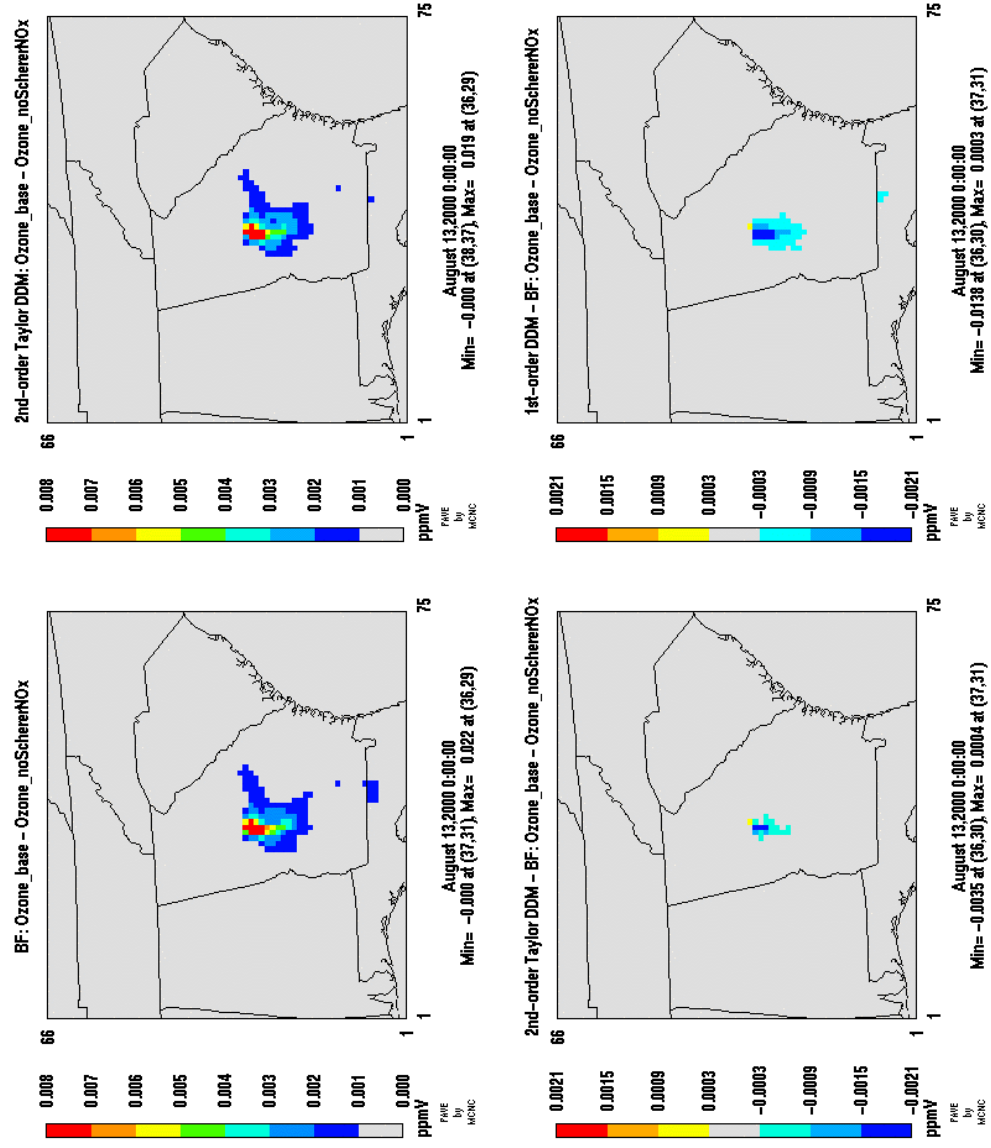 BF: Ozone_base - Ozone_noSchererNOx
0.008
0.007
0.006
0.005
0.004
0.003
0.002
0.001
0.000
ppmV
PAVE
by
MCNC
66
1
1
75
August 13,2000 0:00:00
Min= -0.000 at (37,31), Max= 0.022 at (36,29)
2nd-order Taylor DDM: Ozone_base - Ozone_noSchererNOx
0.008
0.007
0.006
0.005
0.004
0.003
0.002
0.001
0.000
ppmV
PAVE
by
MCNC
66
1
1
75
August 13,2000 0:00:00
Min= -0.000 at (38,37), Max= 0.019 at (36,29)
2nd-order Taylor DDM - BF: Ozone_base - Ozone_noSchererNOx
0.0021
0.0015
0.0009
0.0003
-0.0003
-0.0009
-0.0015
-0.0021
ppmV
PAVE
by
MCNC
66
1
1
75
August 13,2000 0:00:00
Min= -0.0035 at (36,30), Max= 0.0004 at (37,31)
1st-order DDM - BF: Ozone_base - Ozone_noSchererNOx
0.0021
0.0015
0.0009
0.0003
-0.0003
-0.0009
-0.0015
-0.0021
ppmV
PAVE
by
MCNC
66
1
1
75
August 13,2000 0:00:00
Min= -0.0138 at (36,30), Max= 0.0003 at (37,31)